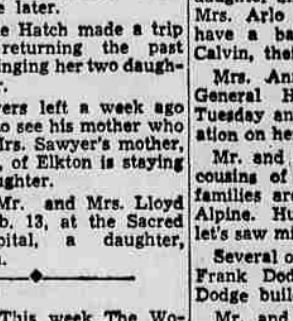 e later.
e Hatch made a trip
returning the past
inging her two daugh-
r.
ers left a week ago
to see his mother who
Mrs. Sawyer's mother,
, of Elkton is staying
ughter.
Mr. and Mrs. Lloyd
b. 13, at the Sacred
pital, a daughter,
This week The Wo-
Mrs. Arlo
have a ba
Calvin, the
Mrs. An
General H
Tuesday an
ation on he
Mr. and
cousins of
families are
Alpine. Hu
let's saw mi
Several o
Frank Dod
Dodge buil
Mr. and